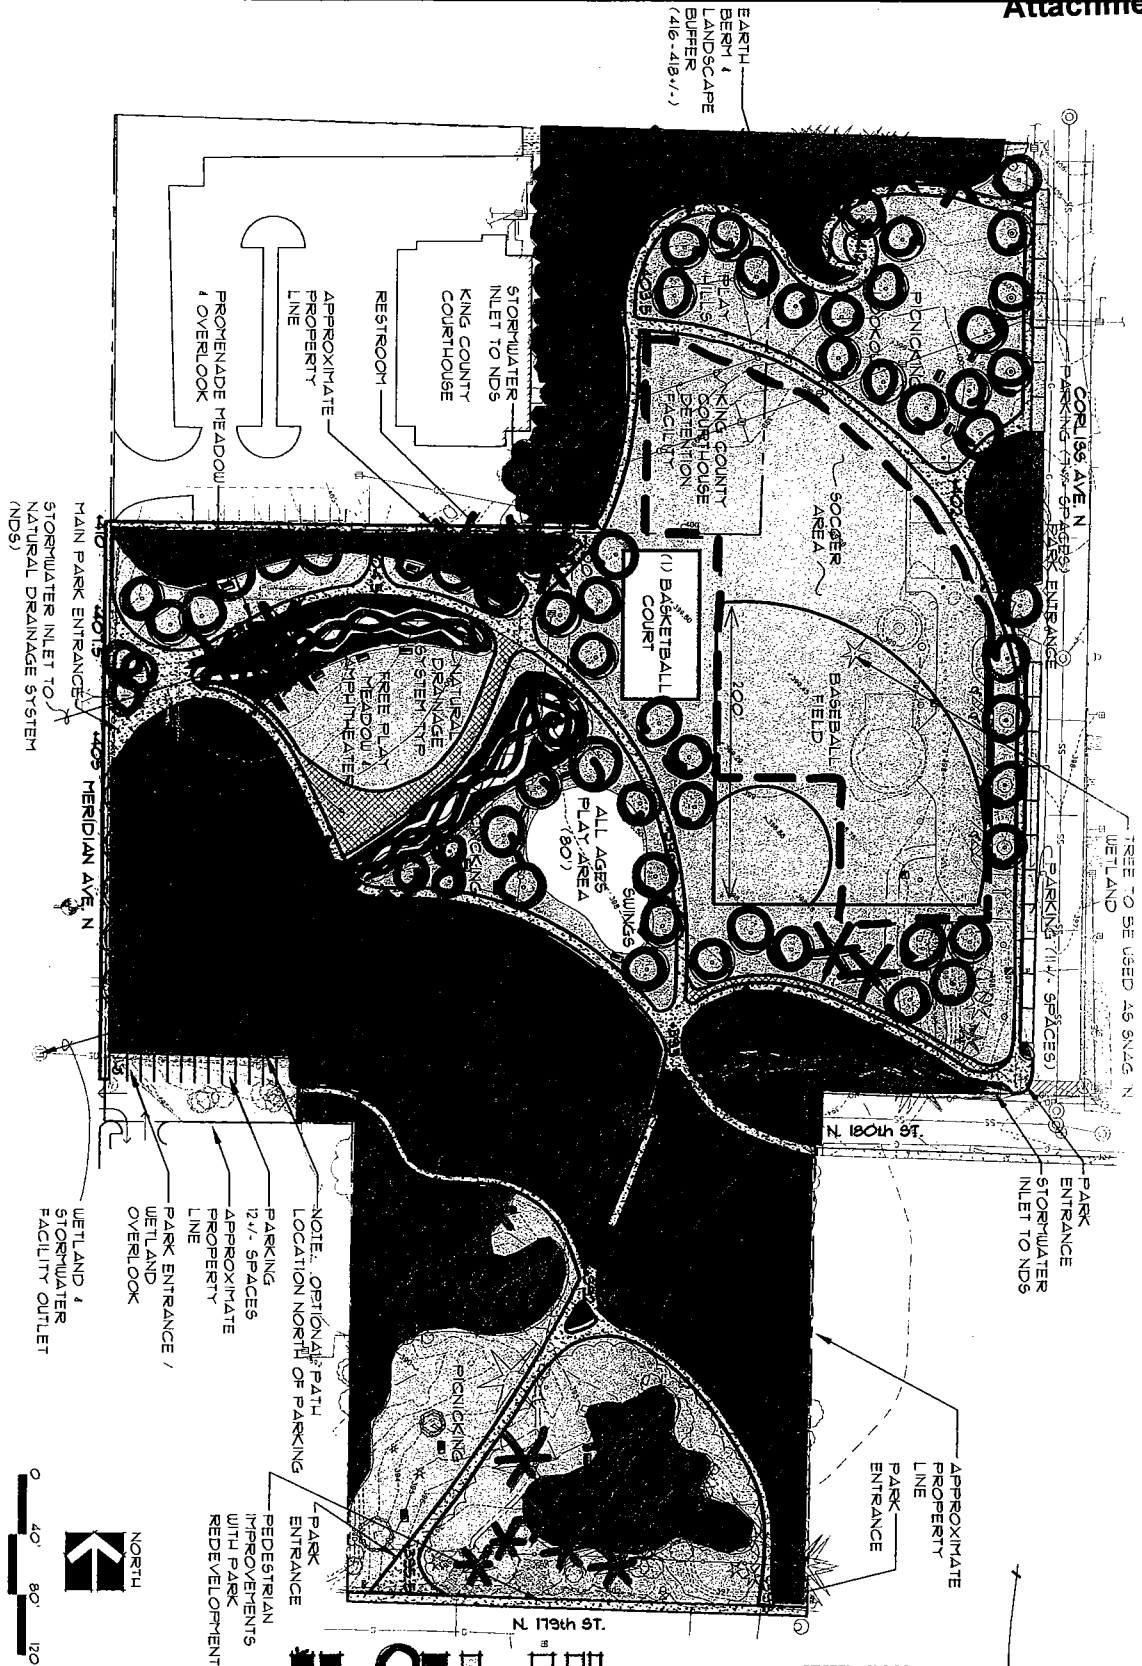 Attachme
EARTH
BERM &
LANDSCAPE
BUFFER
(416-418+/-)
CORLISS AVE N
PARK ENTRANCE
PICNICKING
PLAY
HILLS
KING COUNTY
COURTHOUSE
DETENTION
FACILITY
~ SOCCER
AREA ~
STORMWATER
INLET TO NDS
KING COUNTY
COURTHOUSE
RESTROOM
APPROXIMATE
PROPERTY
LINE
PROMENADE MEADOW
& OVERLOOK
MAIN PARK ENTRANCE
STORMWATER INLET TO
NATURAL DRAINAGE SYSTEM
(NDS)
MERIDIAN AVE. N
(1) BASKETBALL
COURT
BASEBALL
FIELD
200'
NATURAL
DRAINAGE
SYSTEM TYP.
FREE PLAY
MEADOW &
AMPHITHEATER
ALL AGES
PLAY AREA
(80')
SWINGS
PARKING (11+/- SPACES)
TREE TO BE USED AS SNAG IN
WETLAND
N. 180th ST.
PARK
ENTRANCE
STORMWATER
INLET TO NDS
NOTE: OPTIONAL PATH
LOCATION NORTH OF PARKING
PARKING
12+/- SPACES
APPROXIMATE
PROPERTY
LINE
PARK ENTRANCE /
WETLAND
OVERLOOK
WETLAND &
STORMWATER
FACILITY OUTLET
PICNICKING
APPROXIMATE
PROPERTY
LINE
PARK
ENTRANCE
PARK
ENTRANCE
PEDESTRIAN
IMPROVEMENTS
WITH PARK
REDEVELOPMENT
N. 179th ST.
NORTH
0 40' 80' 120